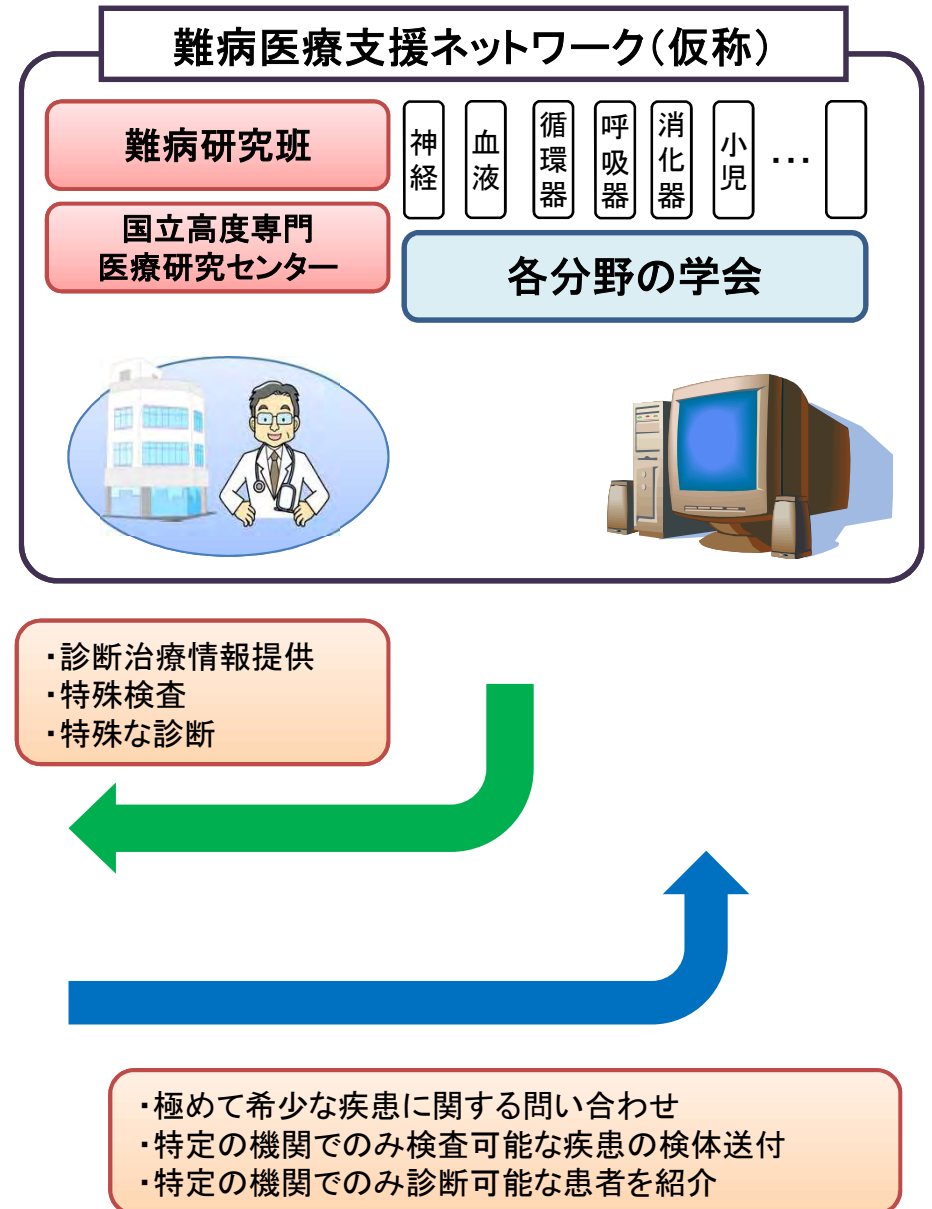 難病医療支援ネットワーク（仮称）
難病研究班
国立高度専門
医療研究センター
神経
血液
循環器
呼吸器
消化器
小児
…
各分野の学会
・診断治療情報提供
・特殊検査
・特殊な診断
・極めて希少な疾患に関する問い合わせ
・特定の機関でのみ検査可能な疾患の検体送付
・特定の機関でのみ診断可能な患者を紹介